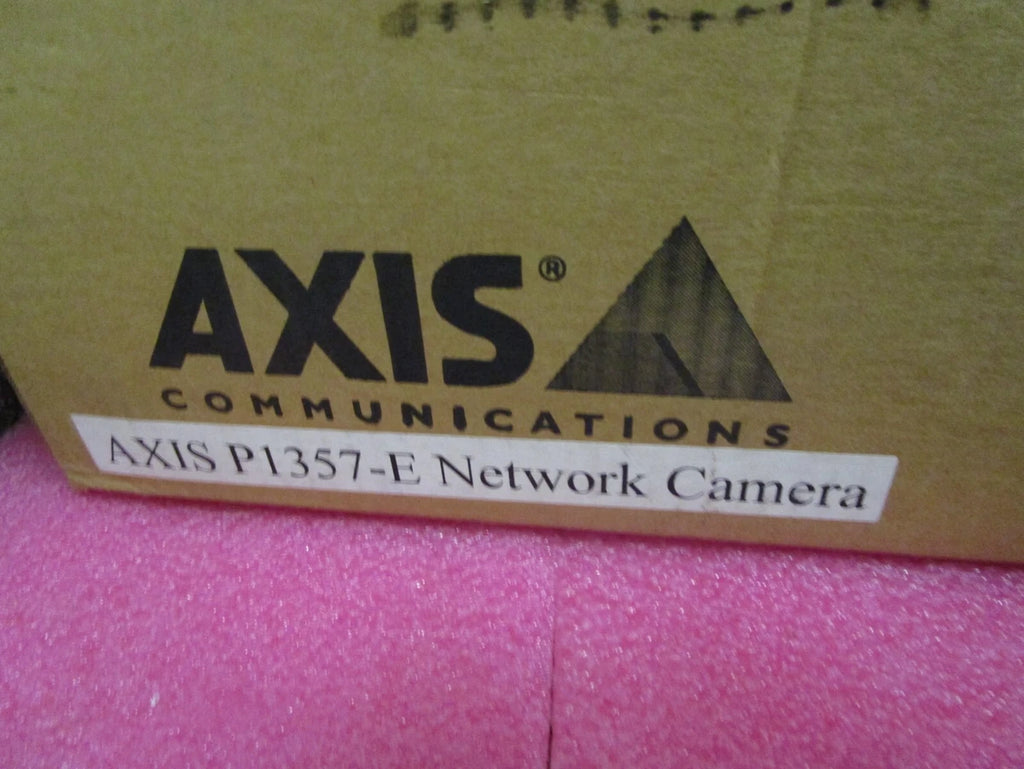 AXIS®
COMMUNICATIONS
AXIS P1357-E Network Camera